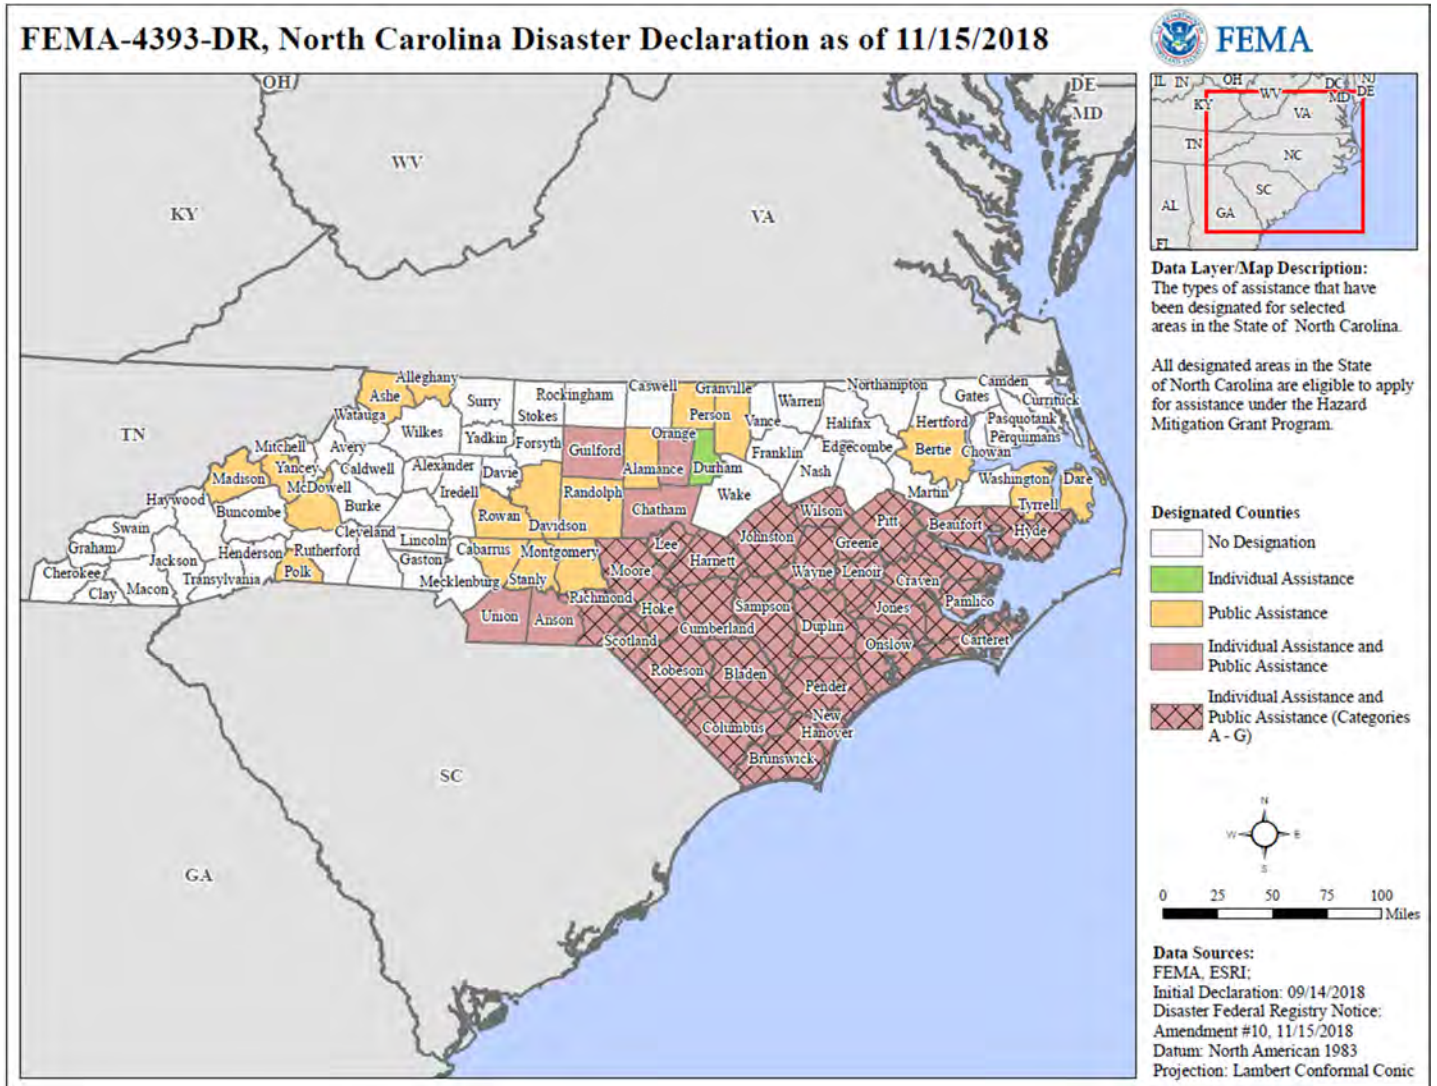 FEMA-4393-DR, North Carolina Disaster Declaration as of 11/15/2018
FEMA
OH
DE
MD
WV
KY
VA
TN
SC
GA
Alleghany
Ashe
Surry
Rockingham
Stokes
Caswell
Granville
Person
Warren
Northampton
Camden
Gates
Currituck
Watauga
Wilkes
Yadkin
Forsyth
Guilford
Orange
Vance
Halifax
Hertford
Pasquotank
Perquimans
Mitchell
Avery
Yancey
Caldwell
Alexander
Davie
Alamance
Durham
Franklin
Edgecombe
Nash
Bertie
Chowan
Madison
McDowell
Iredell
Randolph
Wake
Martin
Washington
Dare
Tyrrell
Haywood
Buncombe
Burke
Rowan
Davidson
Chatham
Wilson
Pitt
Beaufort
Hyde
Swain
Cleveland
Lincoln
Cabarrus
Montgomery
Lee
Johnston
Greene
Graham
Jackson
Henderson
Rutherford
Gaston
Stanly
Moore
Harnett
Wayne
Lenoir
Craven
Cherokee
Clay
Macon
Transylvania
Polk
Mecklenburg
Richmond
Hoke
Sampson
Jones
Pamlico
Union
Anson
Scotland
Cumberland
Duplin
Onslow
Carteret
Robeson
Bladen
Pender
Columbus
New
Hanover
Brunswick
IL
IN
OH
DC
NJ
DE
MD
KY
WV
VA
TN
NC
SC
AL
GA
FL
Data Layer/Map Description:
The types of assistance that have
been designated for selected
areas in the State of North Carolina.
All designated areas in the State
of North Carolina are eligible to apply
for assistance under the Hazard
Mitigation Grant Program.
Designated Counties
No Designation
Individual Assistance
Public Assistance
Individual Assistance and
Public Assistance
Individual Assistance and
Public Assistance (Categories
A - G)
N
W
E
S
0 25 50 75 100
Miles
Data Sources:
FEMA, ESRI;
Initial Declaration: 09/14/2018
Disaster Federal Registry Notice:
Amendment #10, 11/15/2018
Datum: North American 1983
Projection: Lambert Conformal Conic